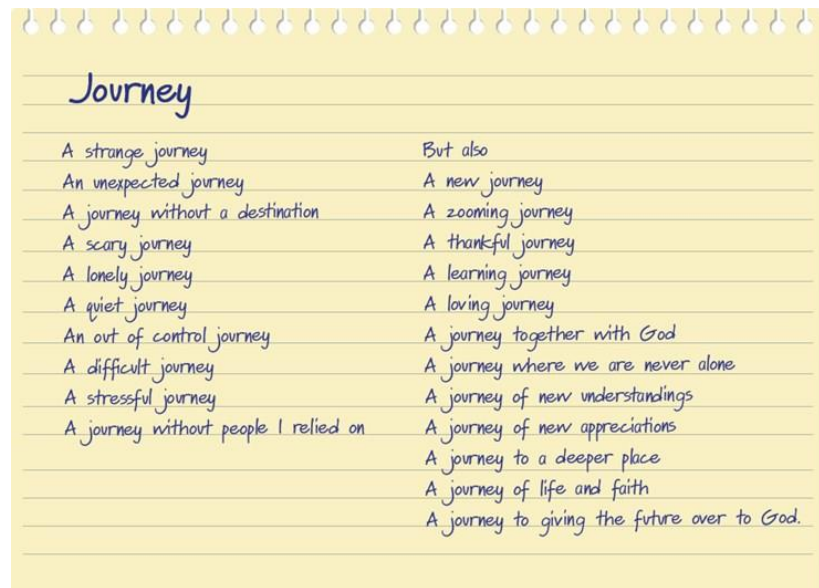 Journey
A strange journey
An unexpected journey
A journey without a destination
A scary journey
A lonely journey
A quiet journey
An out of control journey
A difficult journey
A stressful journey
A journey without people I relied on
But also
A new journey
A zooming journey
A thankful journey
A learning journey
A loving journey
A journey together with God
A journey where we are never alone
A journey of new understandings
A journey of new appreciations
A journey to a deeper place
A journey of life and faith
A journey to giving the future over to God.